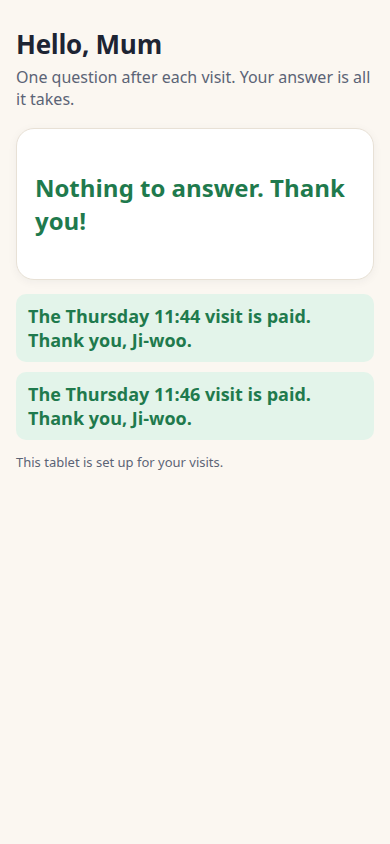 Hello, Mum
One question after each visit. Your answer is all
it takes.
Nothing to answer. Thank
you!
The Thursday 11:44 visit is paid.
Thank you, Ji-woo.
The Thursday 11:46 visit is paid.
Thank you, Ji-woo.
This tablet is set up for your visits.